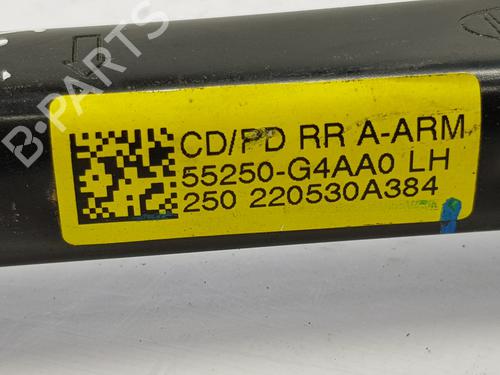 B-PARTS
CD/PD RR A-ARM
55250-G4AA0 LH
250 220530A384